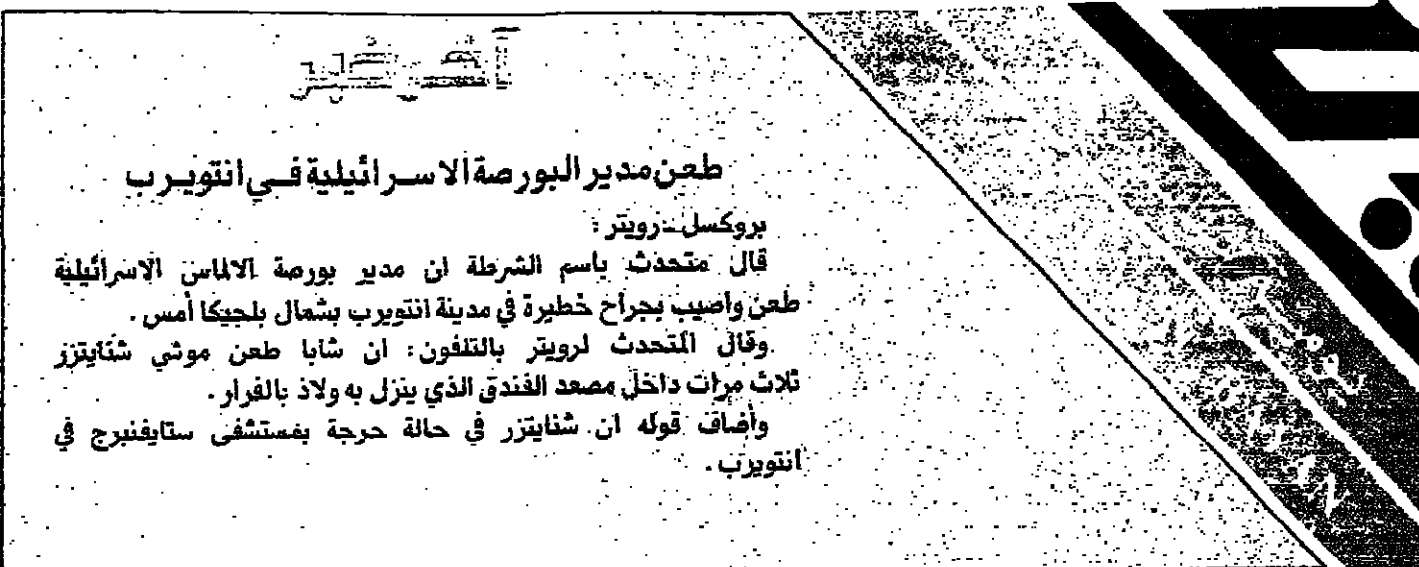 طعن مدير البورصة الاسرائيلية في انتويرب
بروكسل - رويتر :
قال متحدث باسم الشرطة ان مدير بورصة الالماس الاسرائيلية
طعن واصيب بجراح خطيرة في مدينة انتويرب بشمال بلجيكا أمس .
وقال المتحدث لرويتر بالتلفون : ان شابا طعن موشي شنايتزر
ثلاث مرات داخل مصعد الفندق الذي ينزل به ولاذ بالفرار .
وأضاف قوله ان شنايتزر في حالة حرجة بمستشفى ستايفنبرج في
انتويرب .